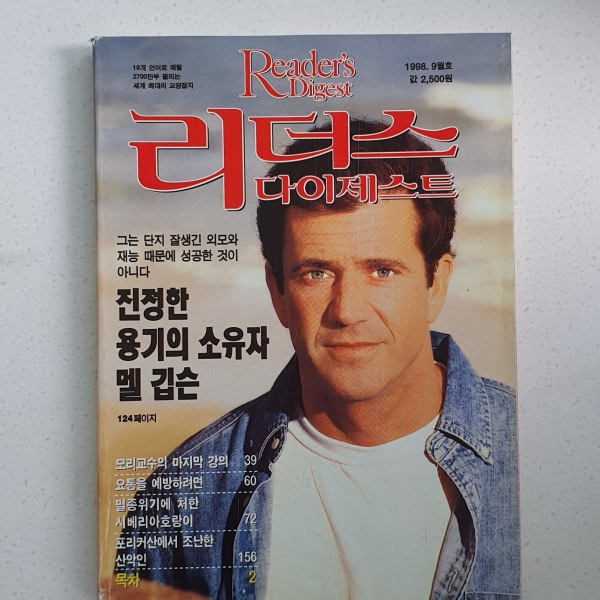 19개 언어로 매월
2700만부 팔리는
세계 최대의 교양잡지
Reader's
Digest
1998. 9월호
값 2,500원
리더스
다이제스트
그는 단지 잘생긴 외모와
재능 때문에 성공한 것이
아니다
진정한
용기의 소유자
멜 깁슨
124페이지
모리교수의 마지막 강의 39
요통을 예방하려면 60
멸종위기에 처한
시베리아호랑이 72
포리커산에서 조난한
산악인 156
목차 2